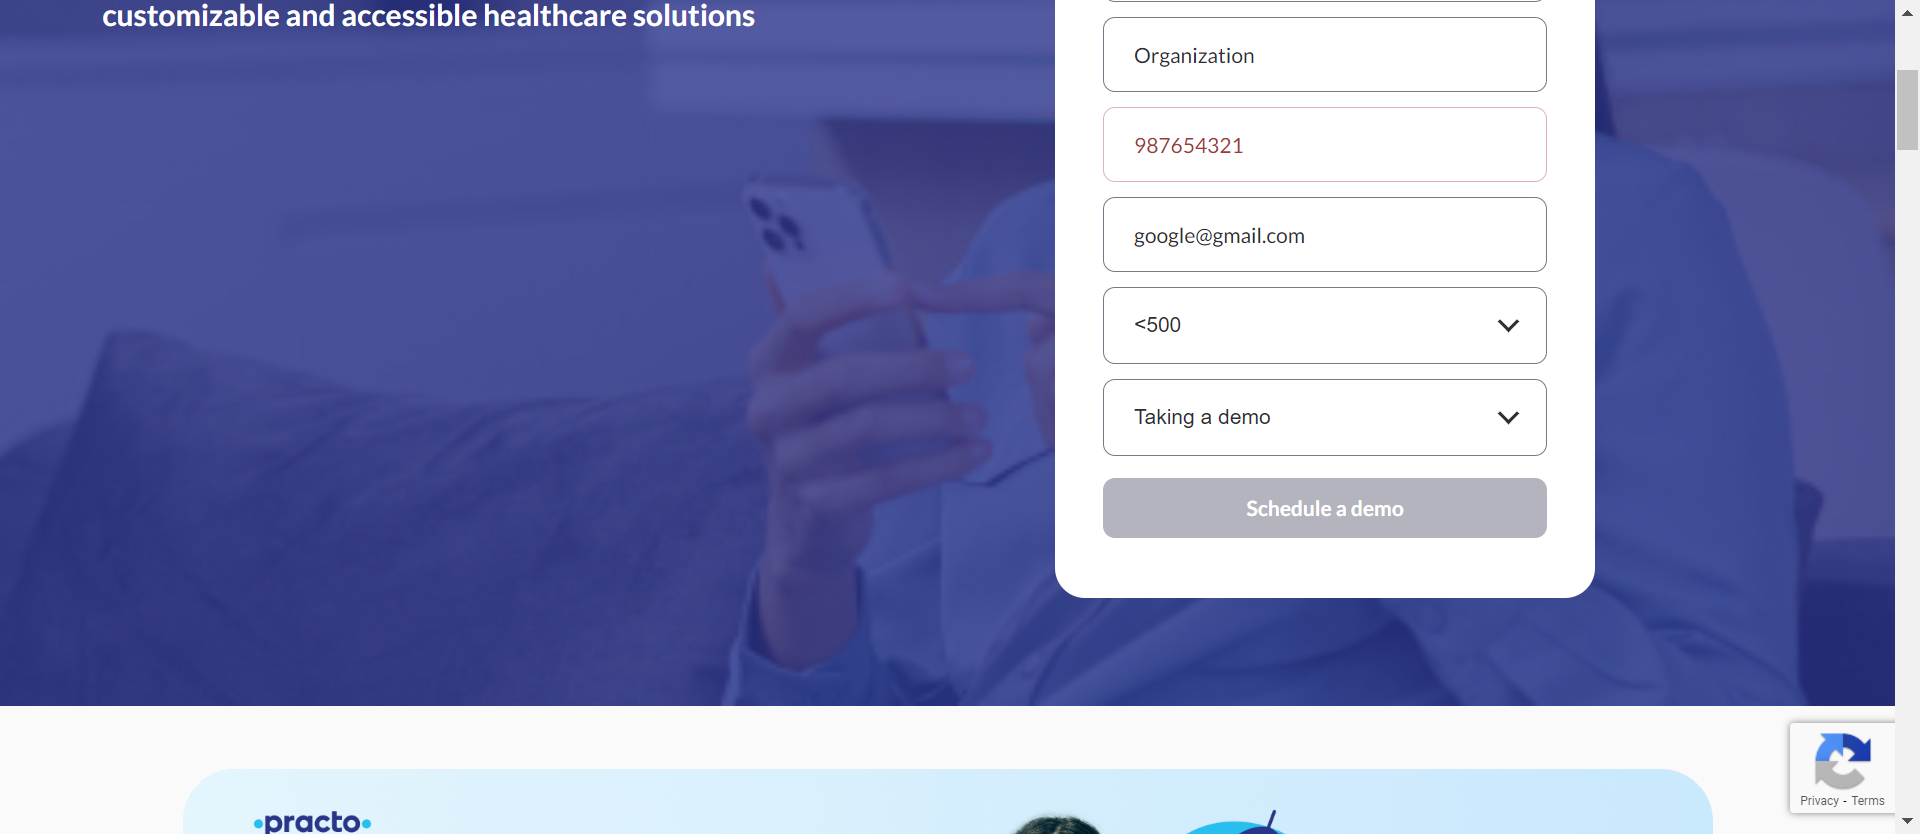 customizable and accessible healthcare solutions
Organization
987654321
google@gmail.com
<500
Taking a demo
Schedule a demo
Privacy - Terms
practo